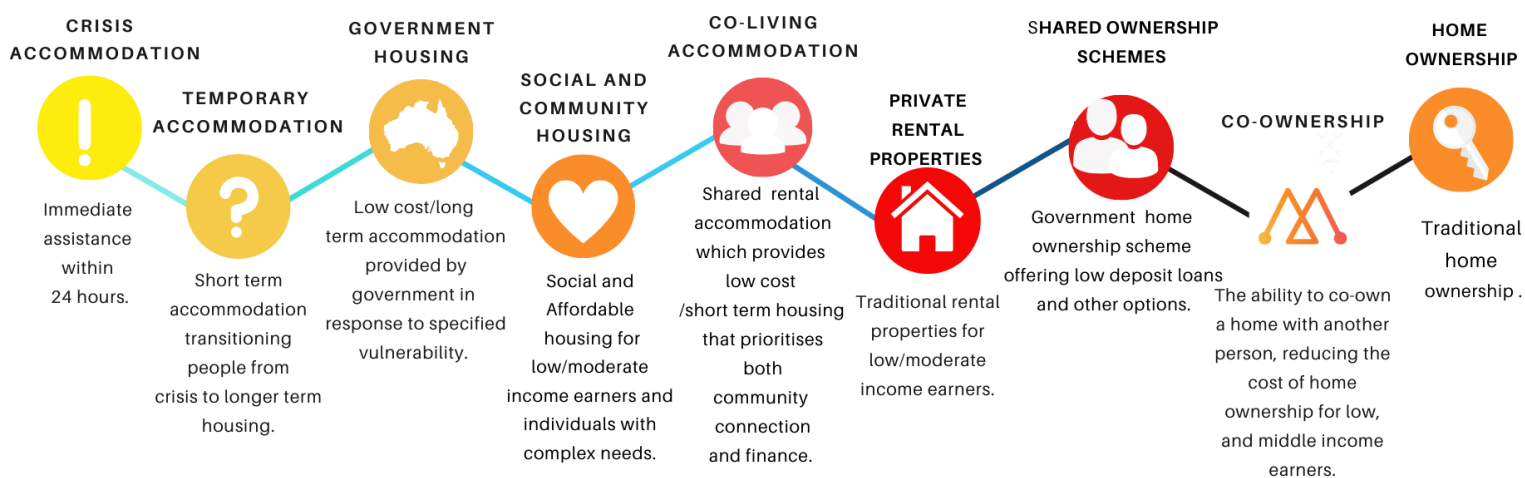 CRISIS
ACCOMMODATION
Immediate
assistance
within
24 hours.
TEMPORARY
ACCOMMODATION
Short term
accommodation
transitioning
people from
crisis to longer term
housing.
GOVERNMENT
HOUSING
Low cost/long
term accommodation
provided by
government in
response to specified
vulnerability.
SOCIAL AND
COMMUNITY
HOUSING
Social and
Affordable
housing for
low/moderate
income earners and
individuals with
complex needs.
CO-LIVING
ACCOMMODATION
Shared rental
accommodation
which provides
low cost
/short term housing
that prioritises
both
community
connection
and finance.
PRIVATE
RENTAL
PROPERTIES
Traditional rental
properties for
low/moderate
income earners.
SHARED OWNERSHIP
SCHEMES
Government home
ownership scheme
offering low deposit loans
and other options.
CO-OWNERSHIP
The ability to co-own
a home with another
person, reducing the
cost of home
ownership for low,
and middle income
earners.
HOME
OWNERSHIP
Traditional
home
ownership .